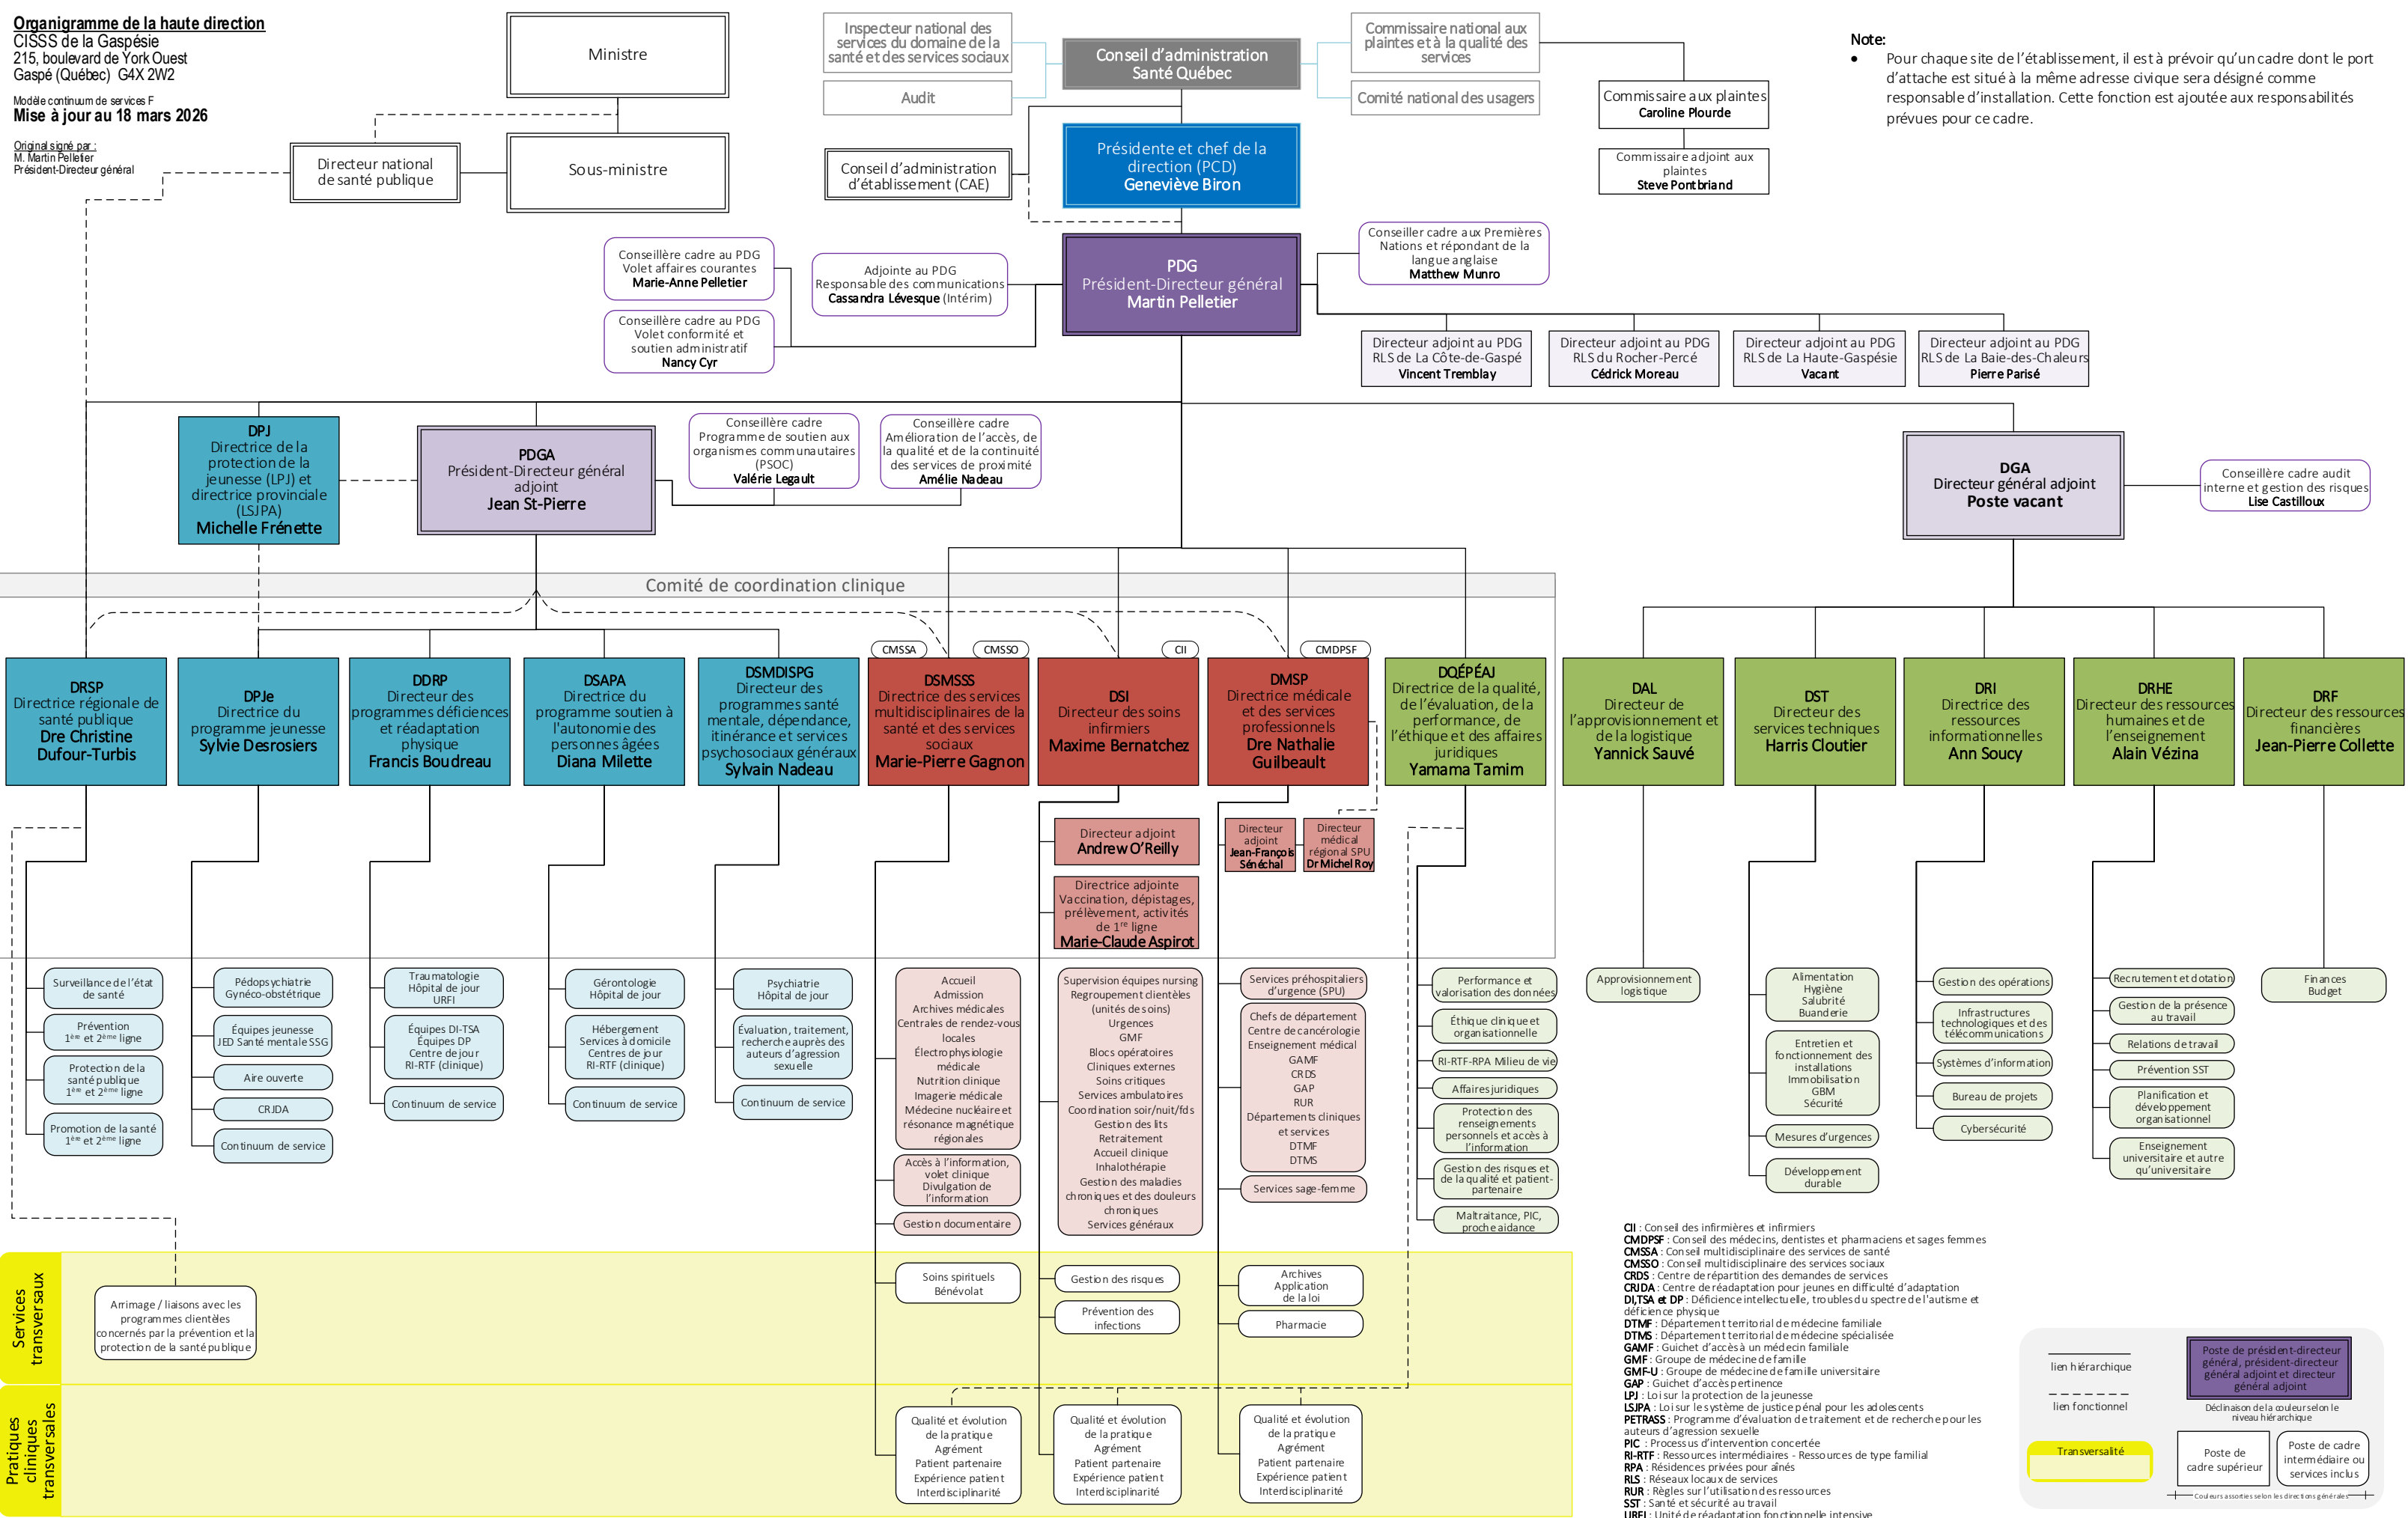 Organigramme de la haute direction
CISSS de la Gaspésie
215, boulevard de York Ouest
Gaspé (Québec)  G4X 2W2
Modèle continuum de services F
Mise à jour au 18 mars 2026
Original signé par :
M. Martin Pelletier
Président-Directeur général
Ministre
Sous-ministre
Directeur national
de santé publique
Inspecteur national des
services du domaine de la
santé et des services sociaux
Audit
Conseil d'administration
Santé Québec
Commissaire national aux
plaintes et à la qualité des
services
Comité national des usagers
Commissaire aux plaintes
Caroline Plourde
Commissaire adjoint aux
plaintes
Steve Pontbriand
Note:
• Pour chaque site de l'établissement, il est à prévoir qu'un cadre dont le port
d'attache est situé à la même adresse civique sera désigné comme
responsable d'installation. Cette fonction est ajoutée aux responsabilités
prévues pour ce cadre.
Conseil d'administration
d'établissement (CAE)
Présidente et chef de la
direction (PCD)
Geneviève Biron
Conseillère cadre au PDG
Volet affaires courantes
Marie-Anne Pelletier
Adjointe au PDG
Responsable des communications
Cassandra Lévesque (Intérim)
Conseillère cadre au PDG
Volet conformité et
soutien administratif
Nancy Cyr
PDG
Président-Directeur général
Martin Pelletier
Conseiller cadre aux Premières
Nations et répondant de la
langue anglaise
Matthew Munro
Directeur adjoint au PDG
RLS de La Côte-de-Gaspé
Vincent Tremblay
Directeur adjoint au PDG
RLS du Rocher-Percé
Cédrick Moreau
Directeur adjoint au PDG
RLS de La Haute-Gaspésie
Vacant
Directeur adjoint au PDG
RLS de La Baie-des-Chaleurs
Pierre Parisé
DPJ
Directrice de la
protection de la
jeunesse (LPJ) et
directrice provinciale
(LSJPA)
Michelle Frénette
PDGA
Président-Directeur général
adjoint
Jean St-Pierre
Conseillère cadre
Programme de soutien aux
organismes communautaires
(PSOC)
Valérie Legault
Conseillère cadre
Amélioration de l'accès, de
la qualité et de la continuité
des services de proximité
Amélie Nadeau
DGA
Directeur général adjoint
Poste vacant
Conseillère cadre audit
interne et gestion des risques
Lise Castilloux
Comité de coordination clinique
CMSSA
CMSSO
CII
CMDPSF
DRSP
Directrice régionale de
santé publique
Dre Christine
Dufour-Turbis
DPJe
Directrice du
programme jeunesse
Sylvie Desrosiers
DDRP
Directeur des
programmes déficiences
et réadaptation
physique
Francis Boudreau
DSAPA
Directrice du
programme soutien à
l'autonomie des
personnes âgées
Diana Milette
DSMDISPG
Directeur des
programmes santé
mentale, dépendance,
itinérance et services
psychosociaux généraux
Sylvain Nadeau
DSMSSS
Directrice des services
multidisciplinaires de la
santé et des services
sociaux
Marie-Pierre Gagnon
DSI
Directeur des soins
infirmiers
Maxime Bernatchez
DMSP
Directrice médicale
et des services
professionnels
Dre Nathalie
Guilbeault
DQÉPÉAJ
Directrice de la qualité,
de l'évaluation, de la
performance, de
l'éthique et des affaires
juridiques
Yamama Tamim
DAL
Directeur de
l'approvisionnement et
de la logistique
Yannick Sauvé
DST
Directeur des
services techniques
Harris Cloutier
DRI
Directrice des
ressources
informationnelles
Ann Soucy
DRHE
Directeur des ressources
humaines et de
l'enseignement
Alain Vézina
DRF
Directeur des ressources
financières
Jean-Pierre Collette
Directeur adjoint
Andrew O'Reilly
Directrice adjointe
Vaccination, dépistages,
prélèvement, activités
de 1re ligne
Marie-Claude Aspirot
Directeur
adjoint
Jean-François
Sénéchal
Directeur
médical
régional SPU
Dr Michel Roy
Surveillance de l'état
de santé
Prévention
1ère et 2ème ligne
Protection de la
santé publique
1ère et 2ème ligne
Promotion de la santé
1ère et 2ème ligne
Pédopsychiatrie
Gynéco-obstétrique
Équipes jeunesse
JED Santé mentale SSG
Aire ouverte
CRJDA
Continuum de service
Traumatologie
Hôpital de jour
URFI
Équipes DI-TSA
Équipes DP
Centre de jour
RI-RTF (clinique)
Continuum de service
Gérontologie
Hôpital de jour
Hébergement
Services à domicile
Centres de jour
RI-RTF (clinique)
Continuum de service
Psychiatrie
Hôpital de jour
Évaluation, traitement,
recherche auprès des
auteurs d'agression
sexuelle
Continuum de service
Accueil
Admission
Archives médicales
Centrales de rendez-vous
locales
Électrophysiologie
médicale
Nutrition clinique
Imagerie médicale
Médecine nucléaire et
résonance magnétique
régionales
Accès à l'information,
volet clinique
Divulgation de
l'information
Gestion documentaire
Supervision équipes nursing
Regroupement clientèles
(unités de soins)
Urgences
GMF
Blocs opératoires
Cliniques externes
Soins critiques
Services ambulatoires
Coordination soir/nuit/fds
Gestion des lits
Retraitement
Accueil clinique
Inhalothérapie
Gestion des maladies
chroniques et des douleurs
chroniques
Services généraux
Services préhospitaliers
d'urgence (SPU)
Chefs de département
Centre de cancérologie
Enseignement médical
GAMF
CRDS
GAP
RUR
Départements cliniques
et services
DTMF
DTMS
Services sage-femme
Performance et
valorisation des données
Éthique clinique et
organisationnelle
RI-RTF-RPA Milieu de vie
Affaires juridiques
Protection des
renseignements
personnels et accès à
l'information
Gestion des risques et
de la qualité et patient-
partenaire
Maltraitance, PIC,
proche aidance
Approvisionnement
logistique
Alimentation
Hygiène
Salubrité
Buanderie
Entretien et
fonctionnement des
installations
Immobilisation
GBM
Sécurité
Mesures d'urgences
Développement
durable
Gestion des opérations
Infrastructures
technologiques et des
télécommunications
Systèmes d'information
Bureau de projets
Cybersécurité
Recrutement et dotation
Gestion de la présence
au travail
Relations de travail
Prévention SST
Planification et
développement
organisationnel
Enseignement
universitaire et autre
qu'universitaire
Finances
Budget
Services
transversaux
Arrimage / liaisons avec les
programmes clientèles
concernés par la prévention et la
protection de la santé publique
Soins spirituels
Bénévolat
Gestion des risques
Prévention des
infections
Archives
Application
de la loi
Pharmacie
Pratiques
cliniques
transversales
Qualité et évolution
de la pratique
Agrément
Patient partenaire
Expérience patient
Interdisciplinarité
Qualité et évolution
de la pratique
Agrément
Patient partenaire
Expérience patient
Interdisciplinarité
Qualité et évolution
de la pratique
Agrément
Patient partenaire
Expérience patient
Interdisciplinarité
CII : Conseil des infirmières et infirmiers
CMDPSF : Conseil des médecins, dentistes et pharmaciens et sages femmes
CMSSA : Conseil multidisciplinaire des services de santé
CMSSO : Conseil multidisciplinaire des services sociaux
CRDS : Centre de répartition des demandes de services
CRJDA : Centre de réadaptation pour jeunes en difficulté d'adaptation
DI,TSA et DP : Déficience intellectuelle, troubles du spectre de l'autisme et
déficience physique
DTMF : Département territorial de médecine familiale
DTMS : Département territorial de médecine spécialisée
GAMF : Guichet d'accès à un médecin familiale
GMF : Groupe de médecine de famille
GMF-U : Groupe de médecine de famille universitaire
GAP : Guichet d'accès pertinence
LPJ : Loi sur la protection de la jeunesse
LSJPA : Loi sur le système de justice pénal pour les adolescents
PETRASS : Programme d'évaluation de traitement et de recherche pour les
auteurs d'agression sexuelle
PIC : Processus d'intervention concertée
RI-RTF : Ressources intermédiaires - Ressources de type familial
RPA : Résidences privées pour aînés
RLS : Réseaux locaux de services
RUR : Règles sur l'utilisation des ressources
SST : Santé et sécurité au travail
URFI : Unité de réadaptation fonctionnelle intensive
lien hiérarchique
lien fonctionnel
Transversalité
Poste de président-directeur
général, président-directeur
général adjoint et directeur
général adjoint
Déclinaison de la couleur selon le
niveau hiérarchique
Poste de
cadre supérieur
Poste de cadre
intermédiaire ou
services inclus
Couleurs assorties selon les directions générales